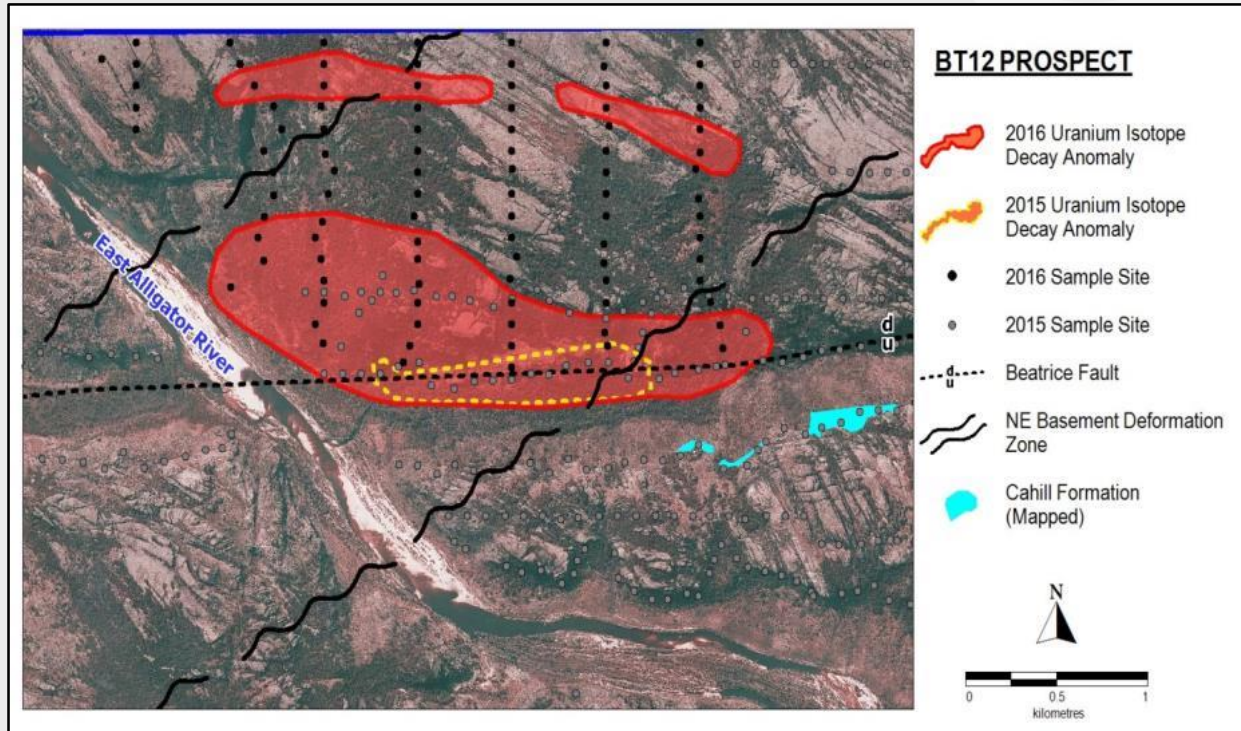 BT12 PROSPECT
2016 Uranium Isotope
Decay Anomaly
2015 Uranium Isotope
Decay Anomaly
2016 Sample Site
2015 Sample Site
d
u
Beatrice Fault
NE Basement Deformation
Zone
Cahill Formation
(Mapped)
East Alligator River
d
u
N
0 0 5 1
kilometres